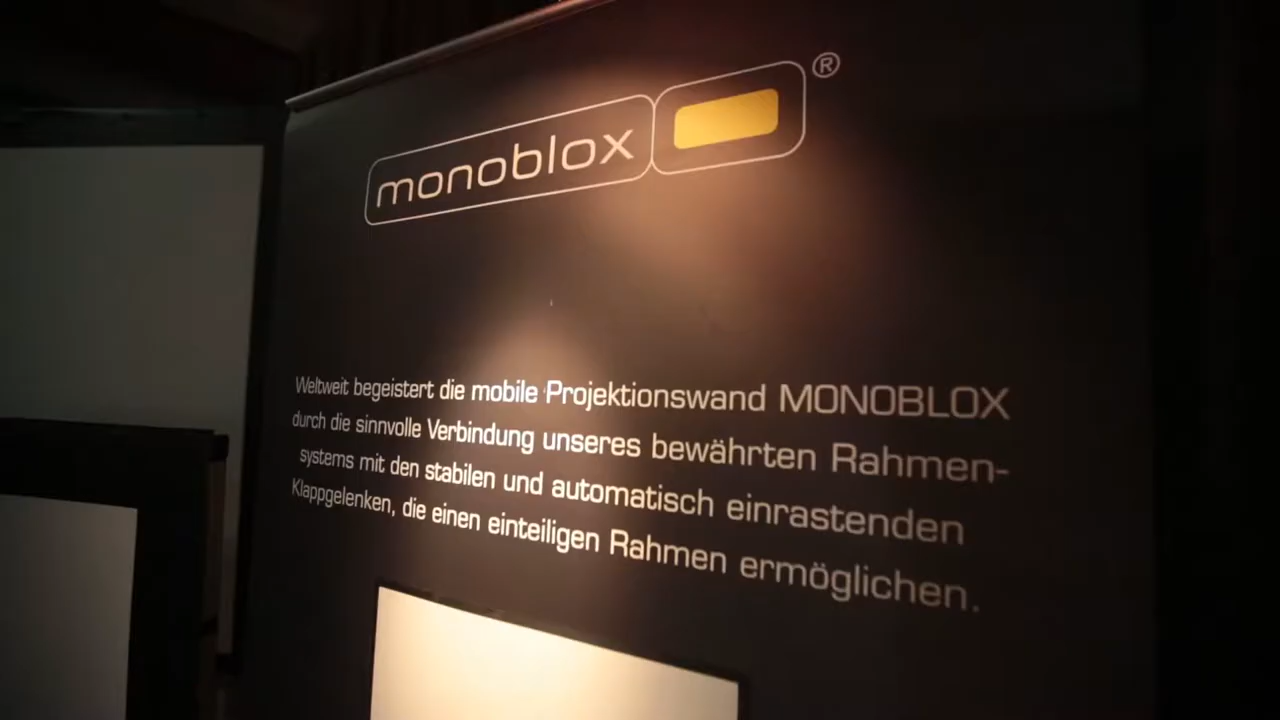 monoblox ®
Weltweit begeistert die mobile Projektionswand MONOBLOX
durch die sinnvolle Verbindung unseres bewährten Rahmen-
systems mit den stabilen und automatisch einrastenden
Klappgelenken, die einen einteiligen Rahmen ermöglichen.